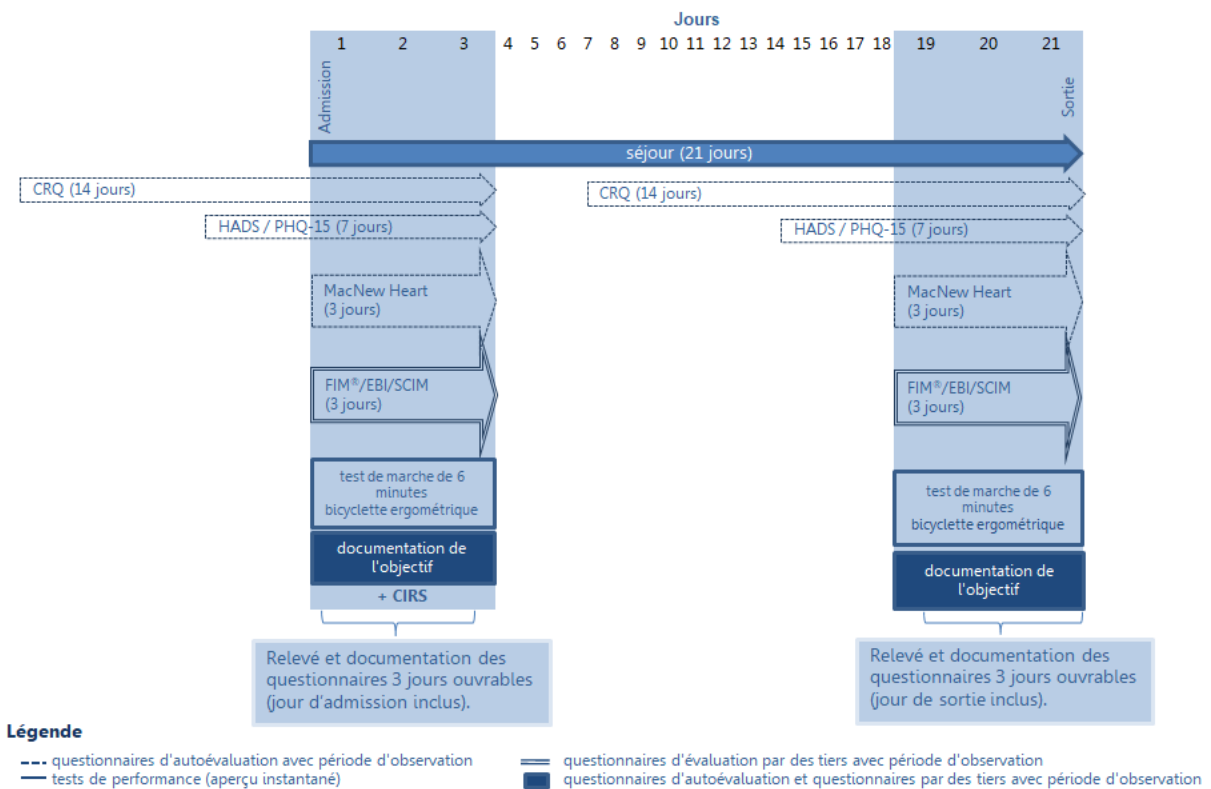 Jours
1 2 3 4 5 6 7 8 9 10 11 12 13 14 15 16 17 18 19 20 21
Admission
Sortie
séjour (21 jours)
CRQ (14 jours)
CRQ (14 jours)
HADS / PHQ-15 (7 jours)
HADS / PHQ-15 (7 jours)
MacNew Heart
(3 jours)
MacNew Heart
(3 jours)
FIM®/EBI/SCIM
(3 jours)
FIM®/EBI/SCIM
(3 jours)
test de marche de 6
minutes
bicyclette ergométrique
test de marche de 6
minutes
bicyclette ergométrique
documentation de
l'objectif
documentation de
l'objectif
+ CIRS
Relevé et documentation des
questionnaires 3 jours ouvrables
(jour d'admission inclus).
Relevé et documentation des
questionnaires 3 jours ouvrables
(jour de sortie inclus).
Légende
questionnaires d'autoévaluation avec période d'observation
tests de performance (aperçu instantané)
questionnaires d'évaluation par des tiers avec période d'observation
questionnaires d'autoévaluation et questionnaires par des tiers avec période d'observation